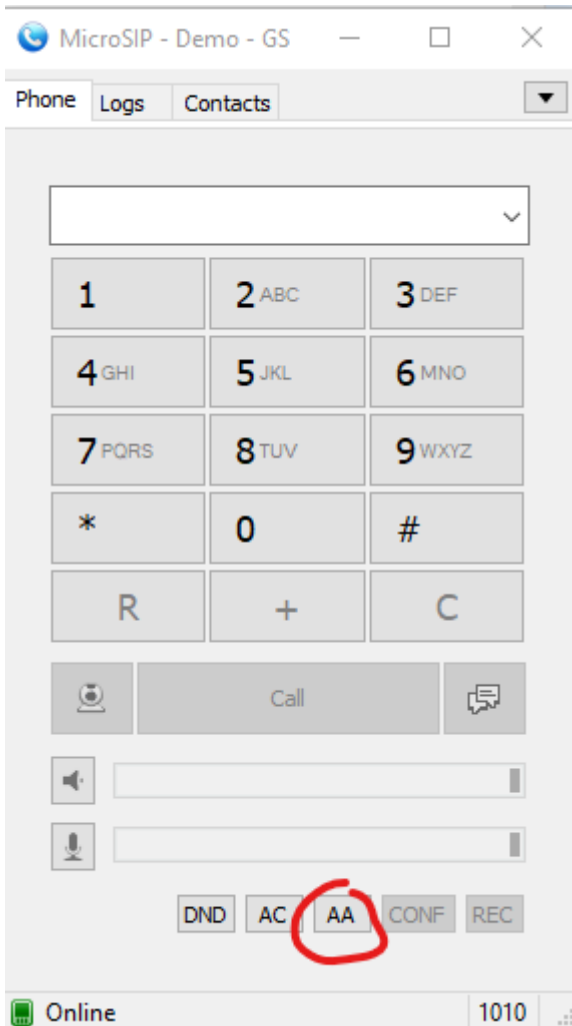 MicroSIP - Demo - GS
Phone Logs Contacts
1 2 ABC 3 DEF
4 GHI 5 JKL 6 MNO
7 PQRS 8 TUV 9 WXYZ
* 0 #
R + C
Call
DND AC AA CONF REC
Online 1010